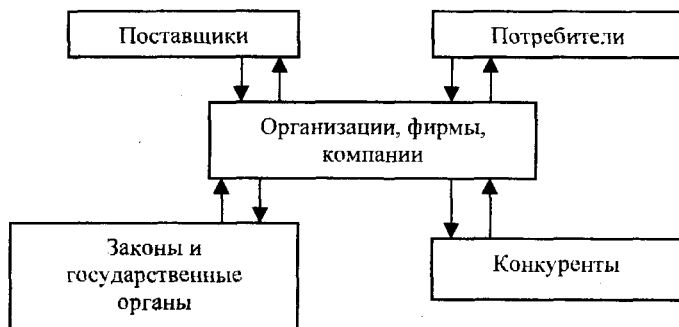 Поставщики
Потребители
Организации, фирмы,
компании
Законы и
государственные
органы
Конкуренты